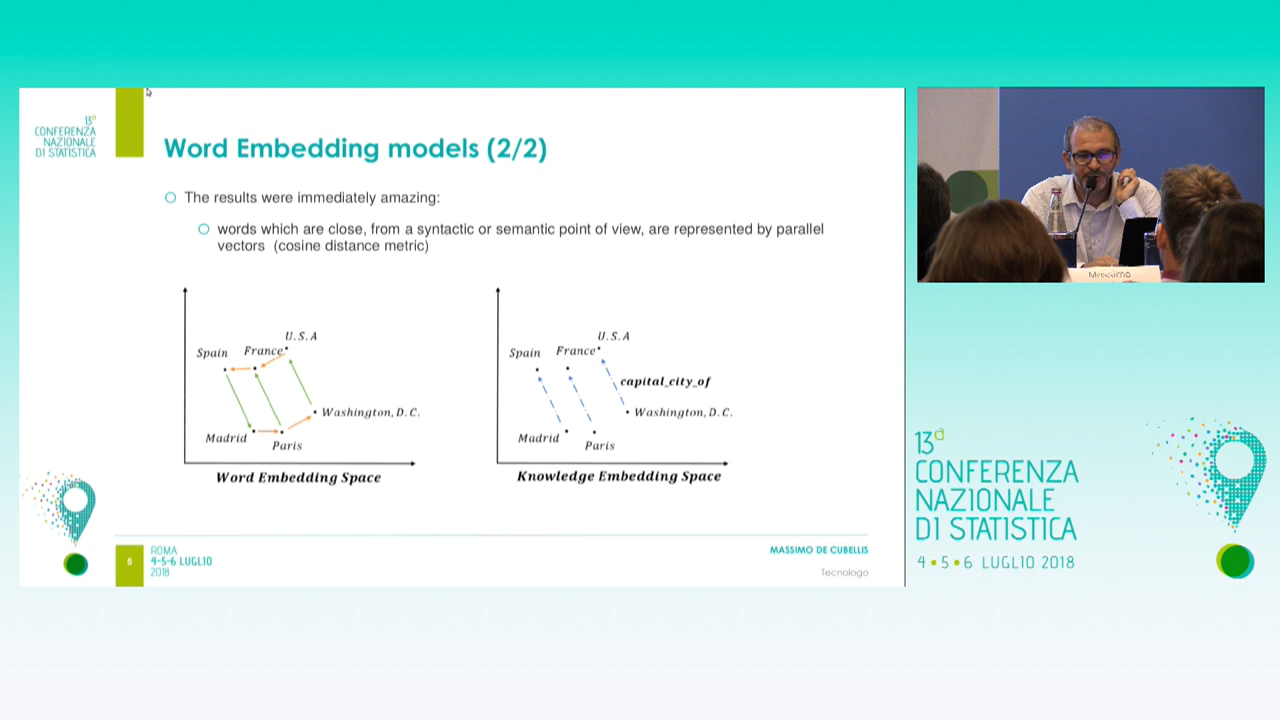 13ª
CONFERENZA
NAZIONALE
DI STATISTICA
Word Embedding models (2/2)
The results were immediately amazing:
words which are close, from a syntactic or semantic point of view, are represented by parallel
vectors (cosine distance metric)
U.S.A
Spain France
Washington, D.C.
Madrid
Paris
Word Embedding Space
U.S.A
Spain France
capital_city_of
Washington, D.C.
Madrid
Paris
Knowledge Embedding Space
5
ROMA
4-5-6 LUGLIO
2018
MASSIMO DE CUBELLIS
Tecnologo
Massimo
13ª
CONFERENZA
NAZIONALE
DI STATISTICA
4•5•6 LUGLIO 2018